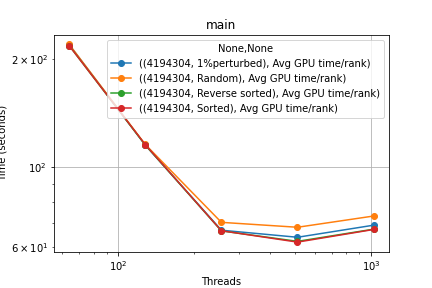 main
None,None
((4194304, 1%perturbed), Avg GPU time/rank)
((4194304, Random), Avg GPU time/rank)
((4194304, Reverse sorted), Avg GPU time/rank)
((4194304, Sorted), Avg GPU time/rank)
2 × 10²
10²
6 × 10¹
(seconds)
10² 10³
Threads